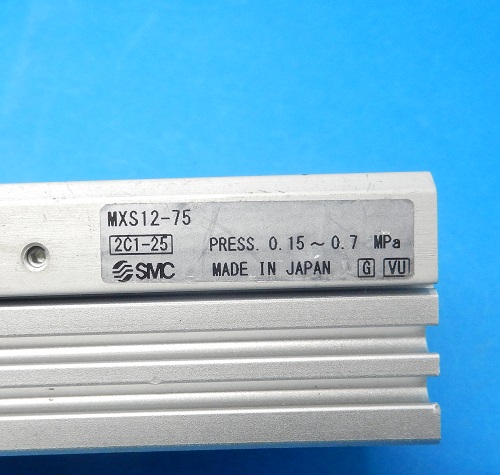 MXS12-75
2C1-25 PRESS. 0.15～0.7 MPa
SMC MADE IN JAPAN G VU